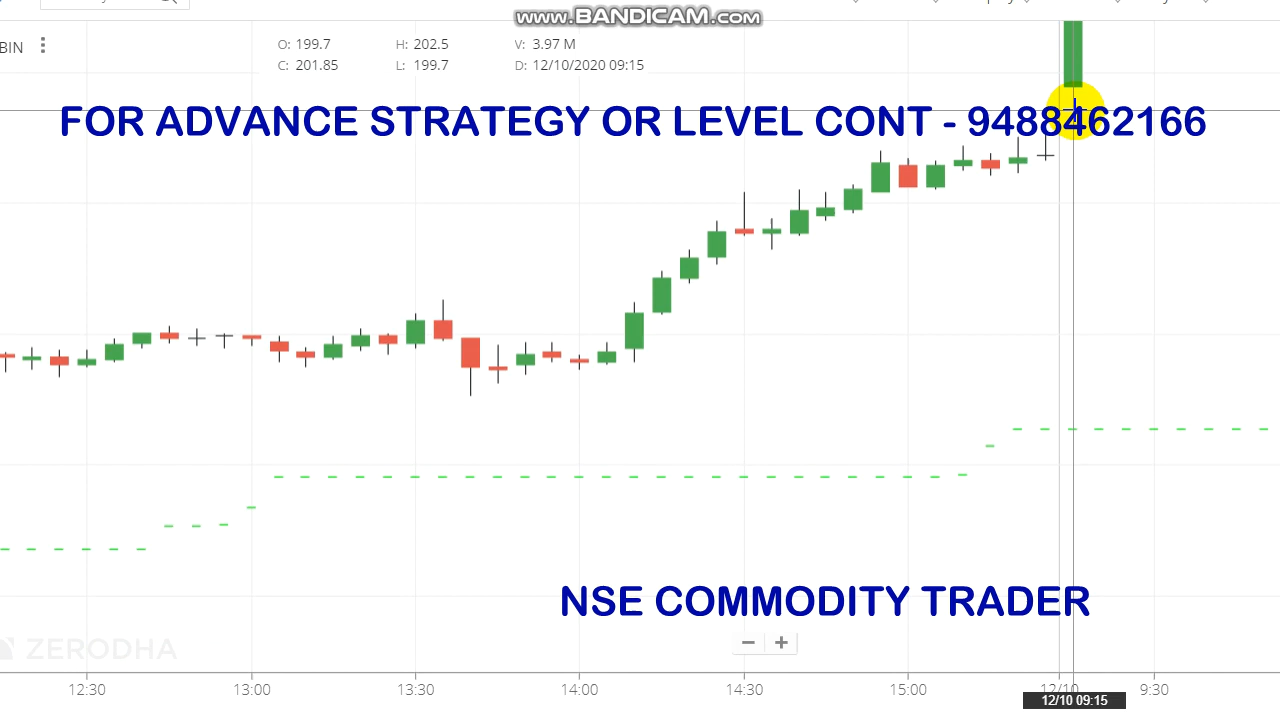 www.BANDICAM.com
BIN
O: 199.7 H: 202.5 V: 3.97 M
C: 201.85 L: 199.7 D: 12/10/2020 09:15
FOR ADVANCE STRATEGY OR LEVEL CONT - 9488462166
NSE COMMODITY TRADER
ZERODHA
12:30 13:00 13:30 14:00 14:30 15:00 12/10 9:30
12/10 09:15